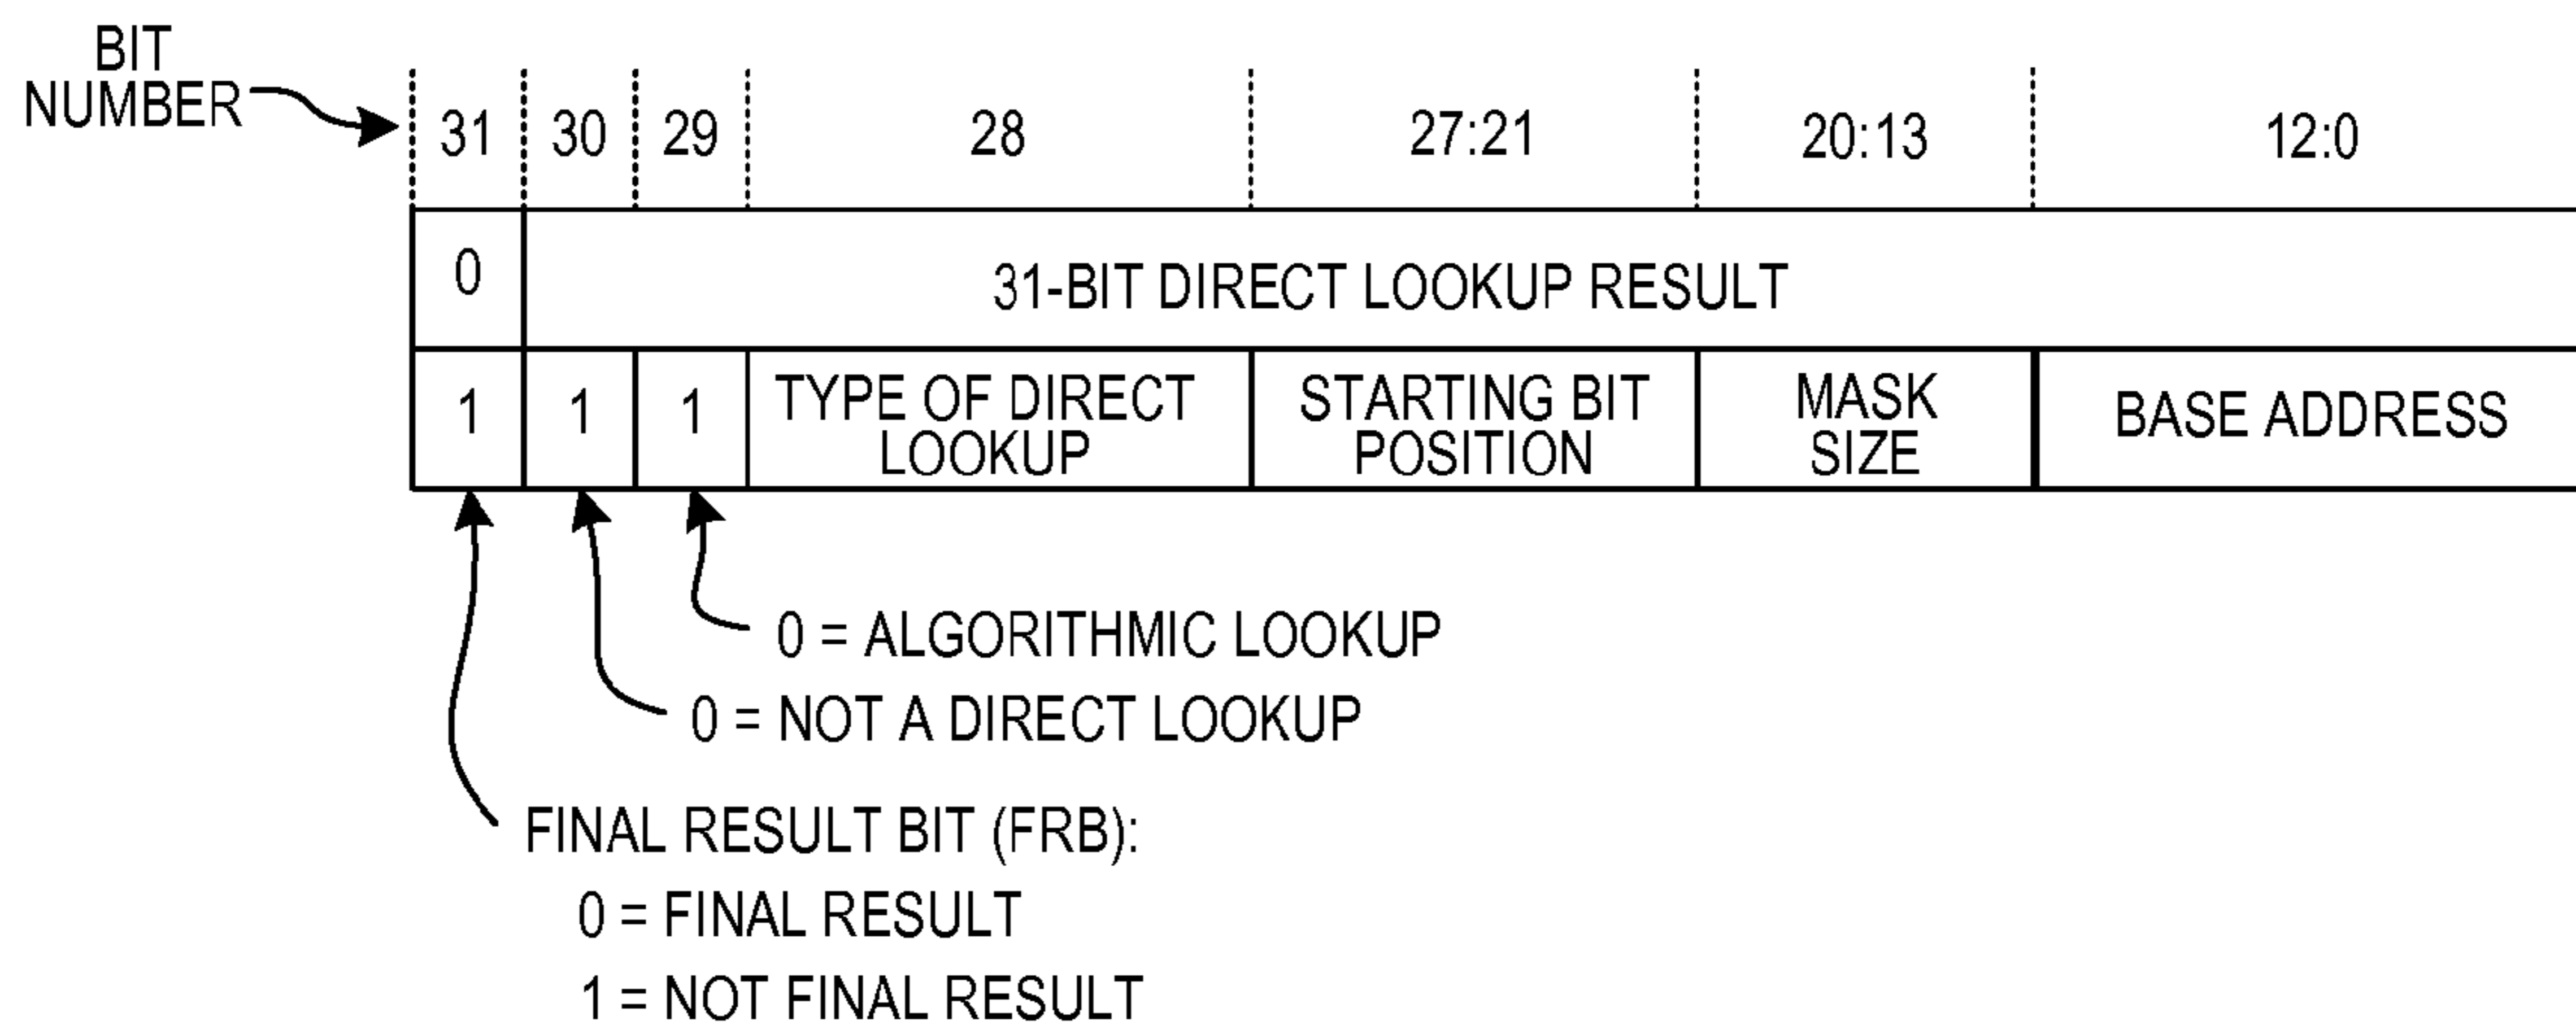 BIT
NUMBER
31 30 29 28 27:21 20:13 12:0
0 31-BIT DIRECT LOOKUP RESULT
1 1 1 TYPE OF DIRECT LOOKUP STARTING BIT POSITION MASK SIZE BASE ADDRESS
0 = ALGORITHMIC LOOKUP
0 = NOT A DIRECT LOOKUP
FINAL RESULT BIT (FRB):
0 = FINAL RESULT
1 = NOT FINAL RESULT